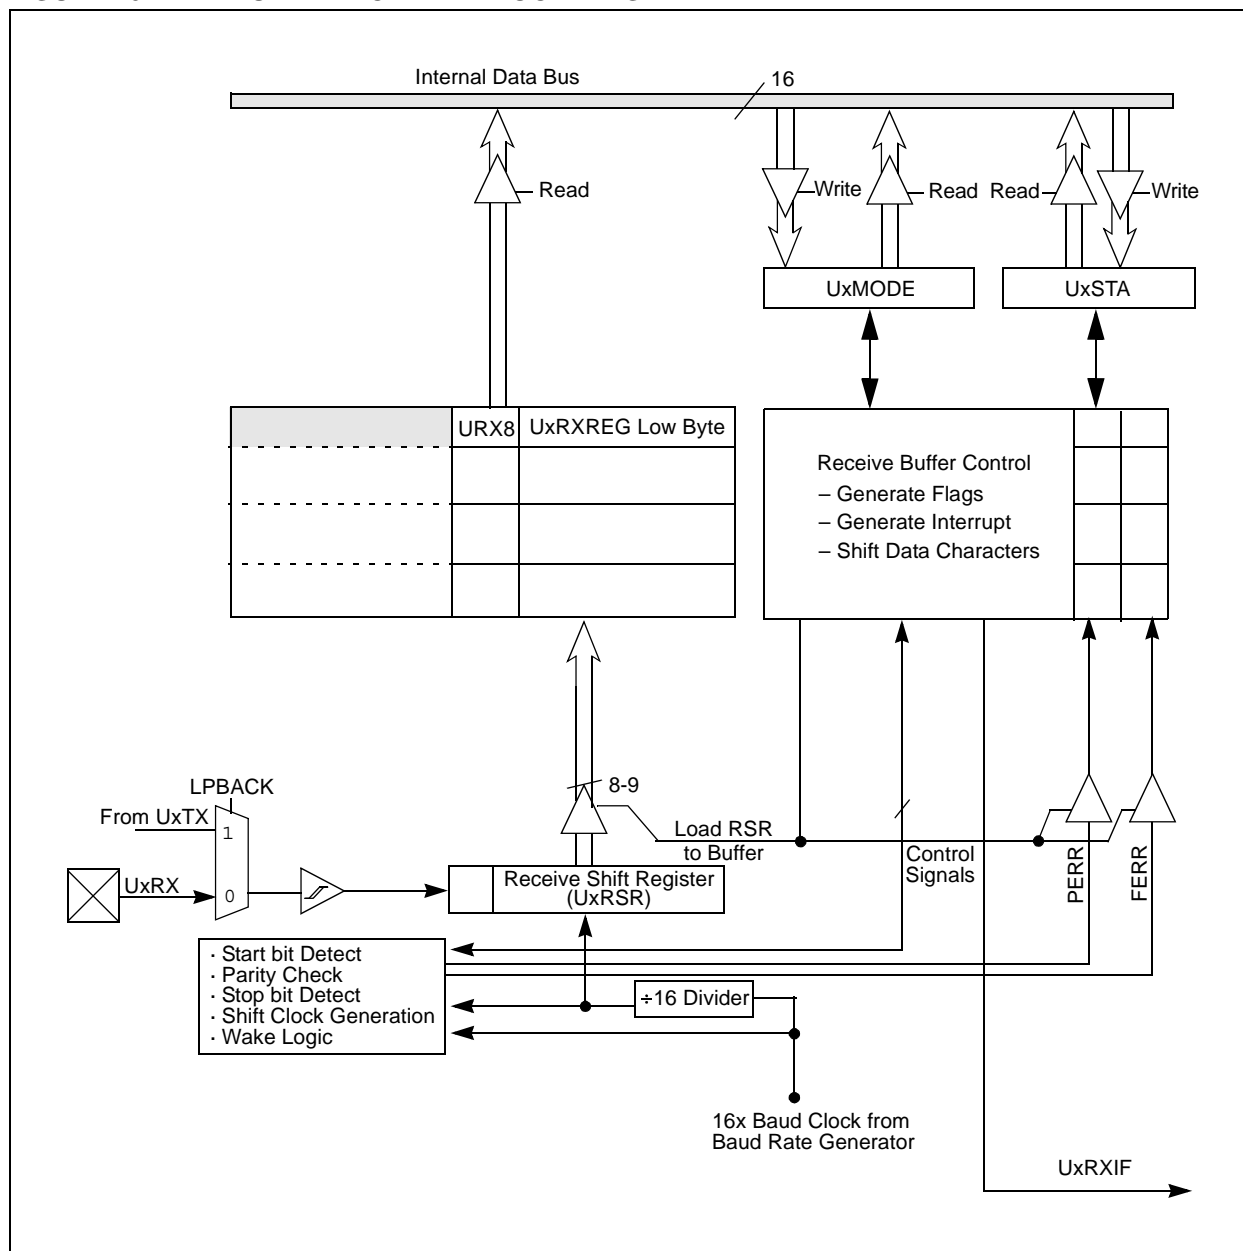 Internal Data Bus
16
Read
Write
Read
Read
Write
UxMODE
UxSTA
URX8
UxRXREG Low Byte
Receive Buffer Control
– Generate Flags
– Generate Interrupt
– Shift Data Characters
LPBACK
From UxTX
1
UxRX
0
8-9
Load RSR
to Buffer
Control
Signals
PERR
FERR
Receive Shift Register
(UxRSR)
· Start bit Detect
· Parity Check
· Stop bit Detect
· Shift Clock Generation
· Wake Logic
÷16 Divider
16x Baud Clock from
Baud Rate Generator
UxRXIF